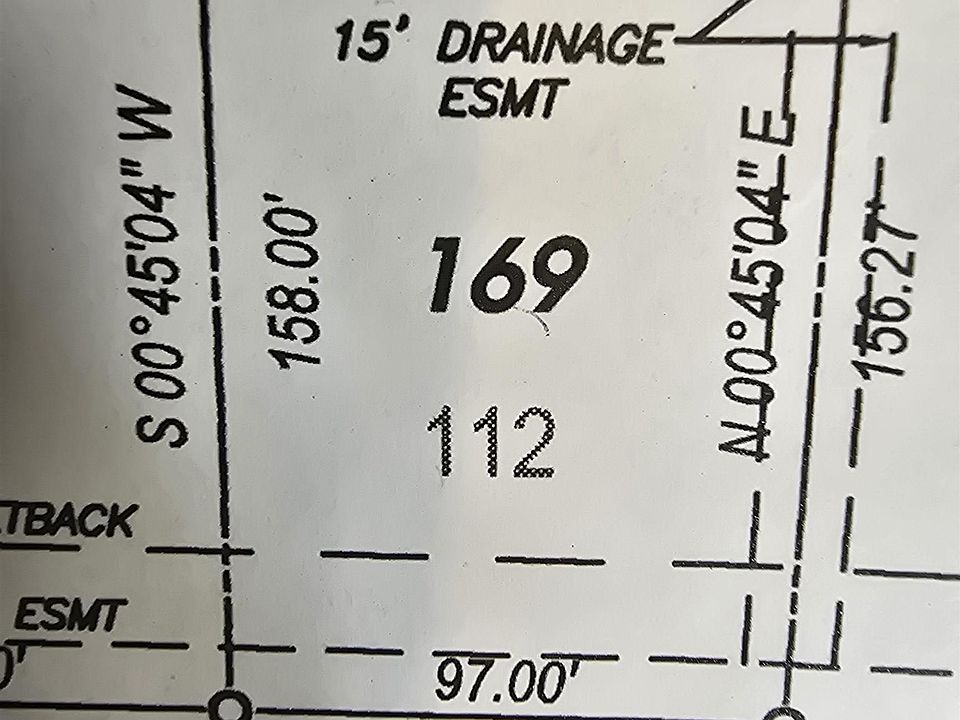 15' DRAINAGE
ESMT
S 00°45'04" W
158.00'
169
N 00°45'04" E
156.27'
112
TBACK
ESMT
0'
97.00'